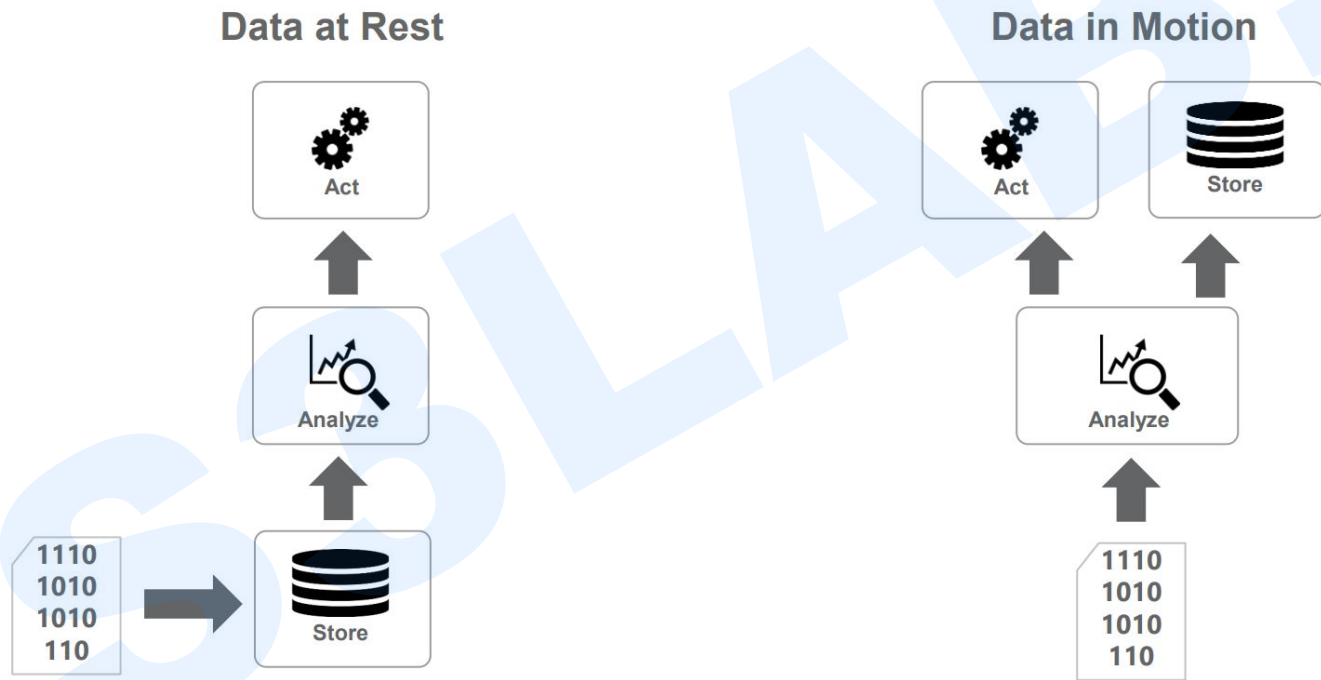 Data at Rest
Act
Analyze
1110
1010
1010
110
Store
Data in Motion
Act
Store
Analyze
1110
1010
1010
110
S3LAB